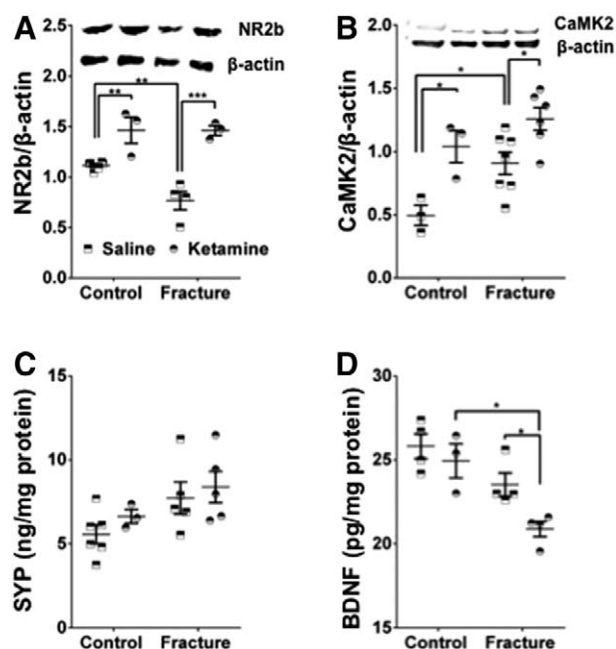 A
2.5
NR2b
β-actin
2.0
**
**
***
1.5
1.0
0.5
0.0
NR2b/β-actin
Saline
Ketamine
Control
Fracture
B
2.0
CaMK2
β-actin
*
*
*
1.5
1.0
0.5
0.0
CaMK2/β-actin
Control
Fracture
C
15
10
5
0
SYP (ng/mg protein)
Control
Fracture
D
30
*
*
25
20
15
BDNF (pg/mg protein)
Control
Fracture